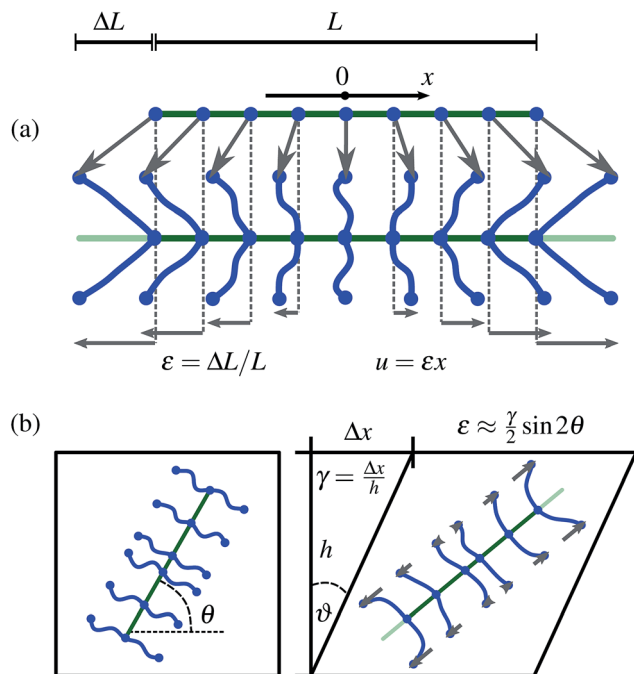 ΔL L
0 x
(a)
ε = ΔL/L u = εx
(b) Δx ε ≈ γ/2 sin 2θ
γ = Δx/h
h
θ ϑ